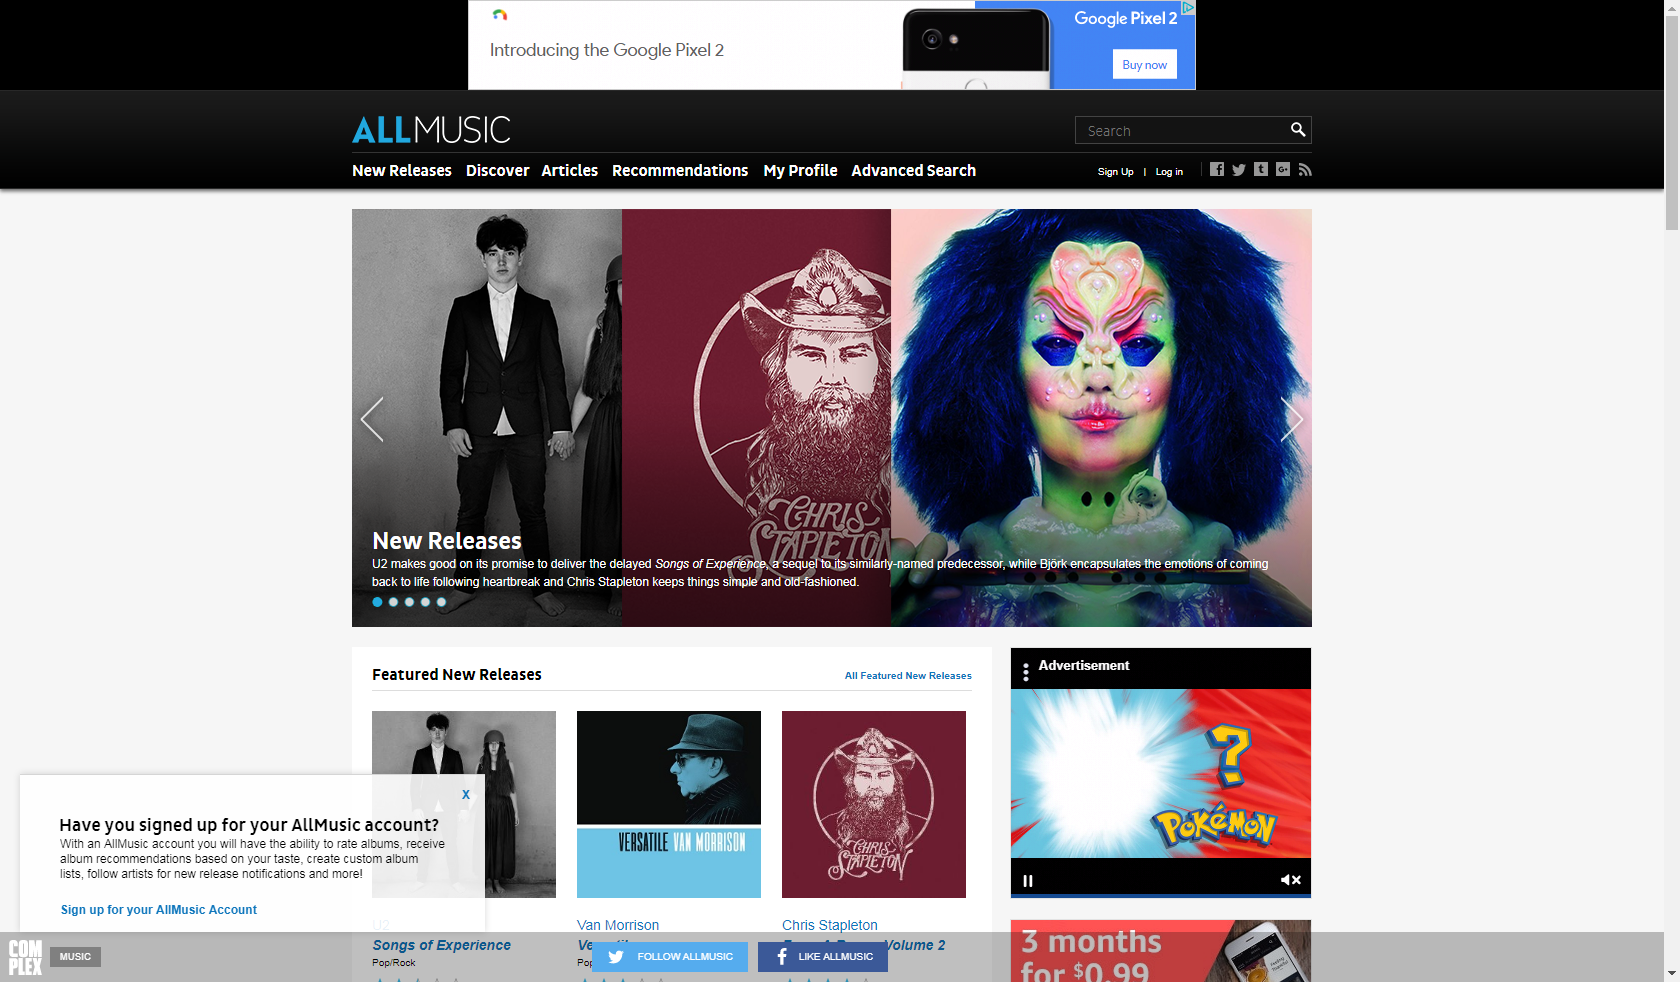 Introducing the Google Pixel 2
Google Pixel 2
Buy now
ALLMUSIC
Search
New Releases Discover Articles Recommendations My Profile Advanced Search
Sign Up | Log in
CHRIS
STAPLETON
New Releases
U2 makes good on its promise to deliver the delayed Songs of Experience, a sequel to its similarly-named predecessor, while Björk encapsulates the emotions of coming
back to life following heartbreak and Chris Stapleton keeps things simple and old-fashioned.
Featured New Releases
All Featured New Releases
VERSATILE VAN MORRISON
CHRIS
STAPLETON
U2
Songs of Experience
Pop/Rock
Van Morrison
Chris Stapleton
Volume 2
Advertisement
?
POKéMON
3 months
for $0.99
X
Have you signed up for your AllMusic account?
With an AllMusic account you will have the ability to rate albums, receive
album recommendations based on your taste, create custom album
lists, follow artists for new release notifications and more!
Sign up for your AllMusic Account
COM
PLEX
MUSIC
FOLLOW ALLMUSIC
LIKE ALLMUSIC